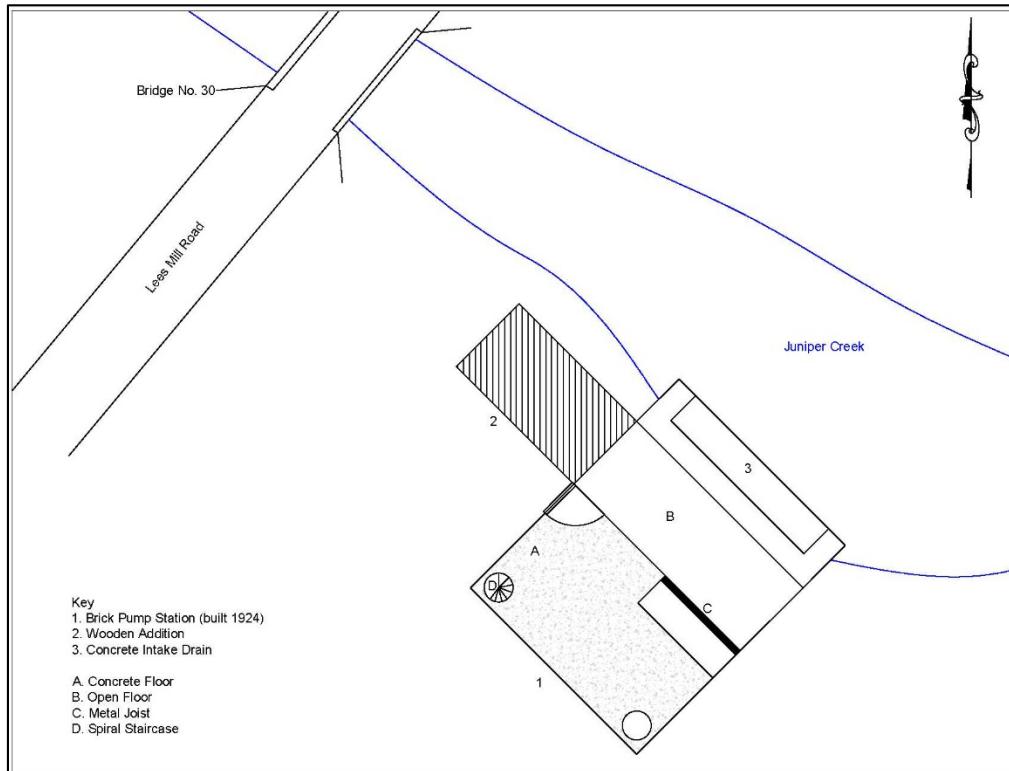 Bridge No. 30
Lees Mill Road
Juniper Creek
2
3
B
A
D
C
1
Key
1. Brick Pump Station (built 1924)
2. Wooden Addition
3. Concrete Intake Drain
A. Concrete Floor
B. Open Floor
C. Metal Joist
D. Spiral Staircase